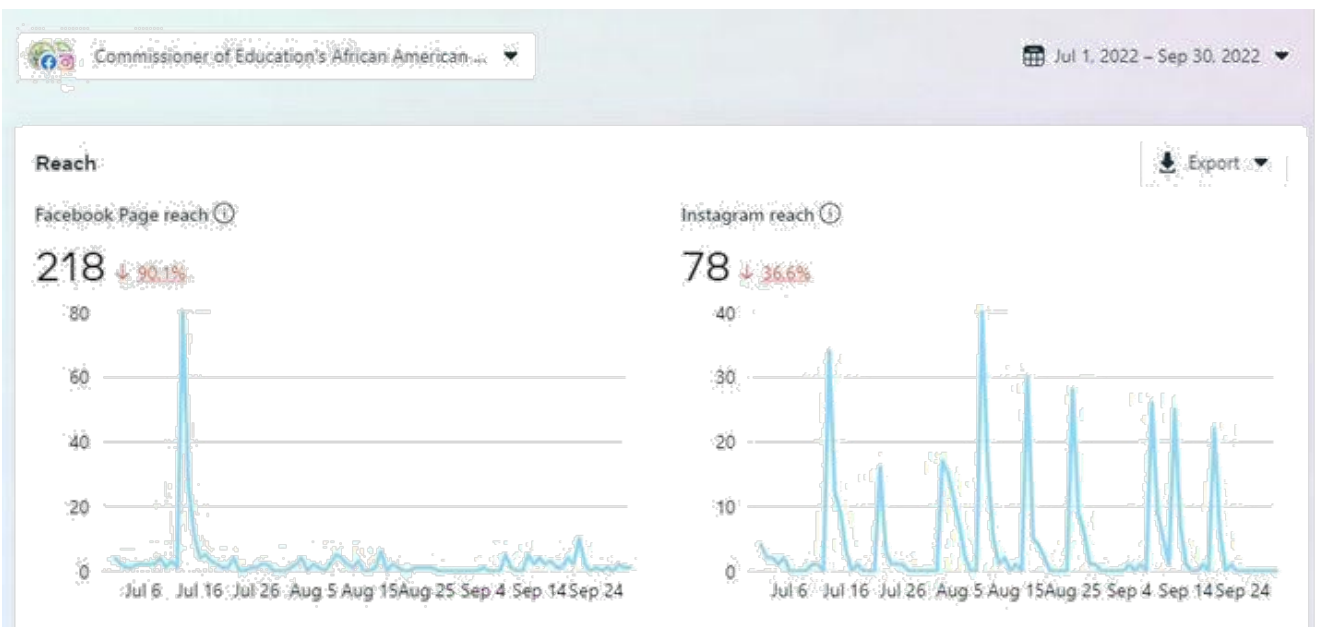 Commissioner of Education's African American ...
Jul 1, 2022 – Sep 30, 2022
Reach
Export
Facebook Page reach
Instagram reach
218 ↓ 90.1%
78 ↓ 36.6%
80
60
40
20
0
Jul 6 Jul 16 Jul 26 Aug 5 Aug 15 Aug 25 Sep 4 Sep 14 Sep 24
40
30
20
10
0
Jul 6 Jul 16 Jul 26 Aug 5 Aug 15 Aug 25 Sep 4 Sep 14 Sep 24